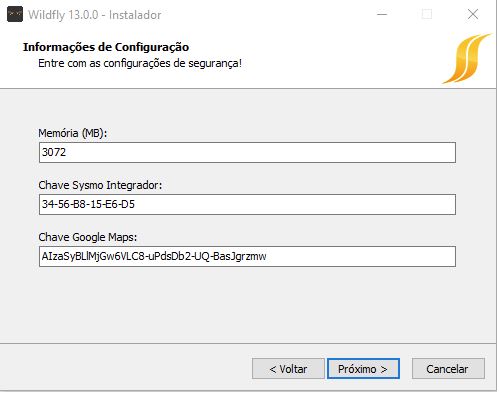 Wildfly 13.0.0 - Instalador
Informações de Configuração
Entre com as configurações de segurança!
Memória (MB):
3072
Chave Sysmo Integrador:
34-56-B8-15-E6-D5
Chave Google Maps:
AIzaSyBLlMjGw6VLC8-uPdsDb2-UQ-BasJgrzmw
< Voltar
Próximo >
Cancelar